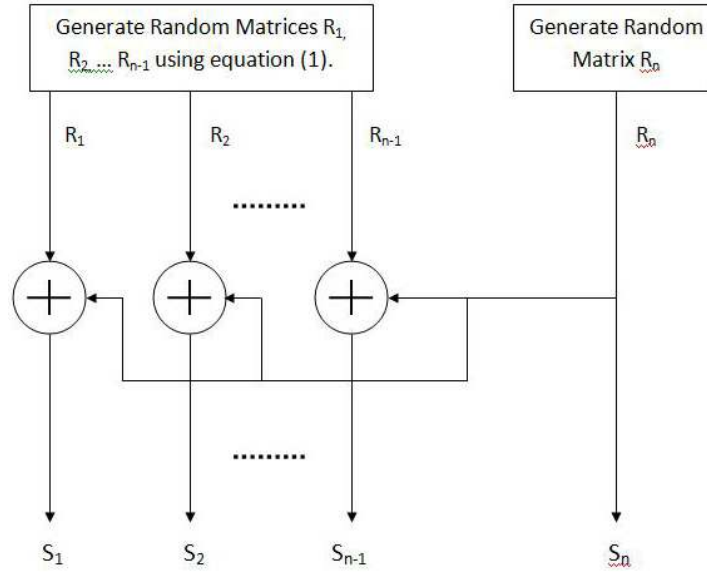 Generate Random Matrices R₁,
R₂, ... Rₙ₋₁ using equation (1).
Generate Random
Matrix Rₙ
R₁
R₂
Rₙ₋₁
Rₙ
.........
.........
S₁
S₂
Sₙ₋₁
Sₙ